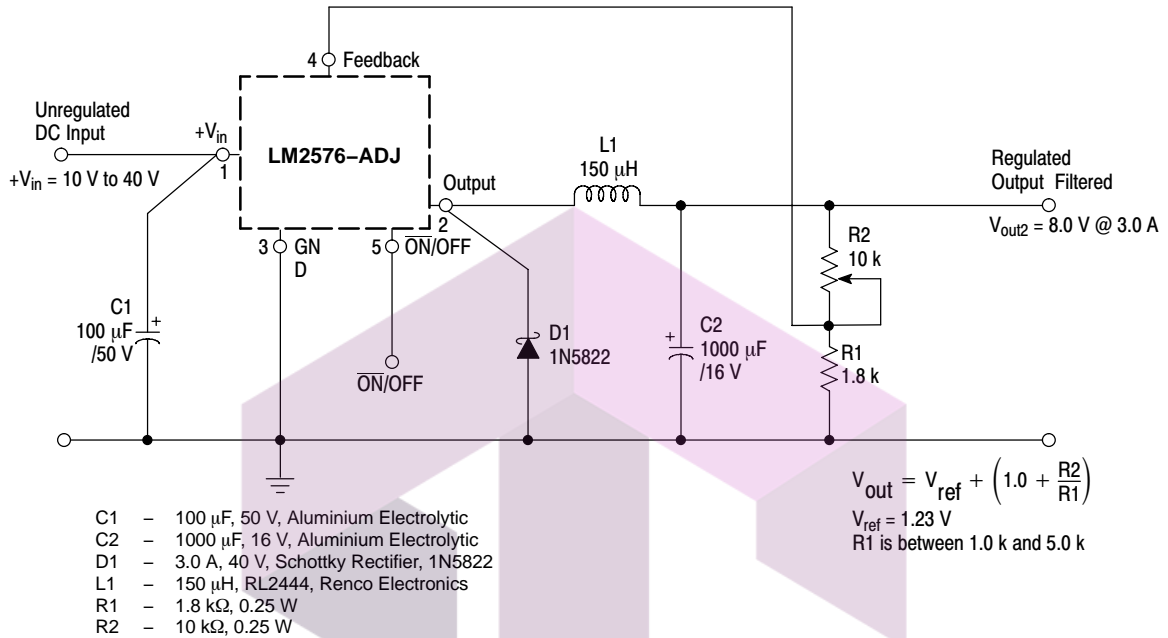 4 Feedback
Unregulated
DC Input
+Vin
1
+Vin = 10 V to 40 V
LM2576–ADJ
L1
150 μH
Output
2
Regulated
Output Filtered
Vout2 = 8.0 V @ 3.0 A
3 GN
D
5 ON/OFF
R2
10 k
C1
100 μF
/50 V
+
ON/OFF
D1
1N5822
+
C2
1000 μF
/16 V
R1
1.8 k
Vout = Vref + (1.0 + R2/R1)
Vref = 1.23 V
R1 is between 1.0 k and 5.0 k
C1 – 100 μF, 50 V, Aluminium Electrolytic
C2 – 1000 μF, 16 V, Aluminium Electrolytic
D1 – 3.0 A, 40 V, Schottky Rectifier, 1N5822
L1 – 150 μH, RL2444, Renco Electronics
R1 – 1.8 kΩ, 0.25 W
R2 – 10 kΩ, 0.25 W